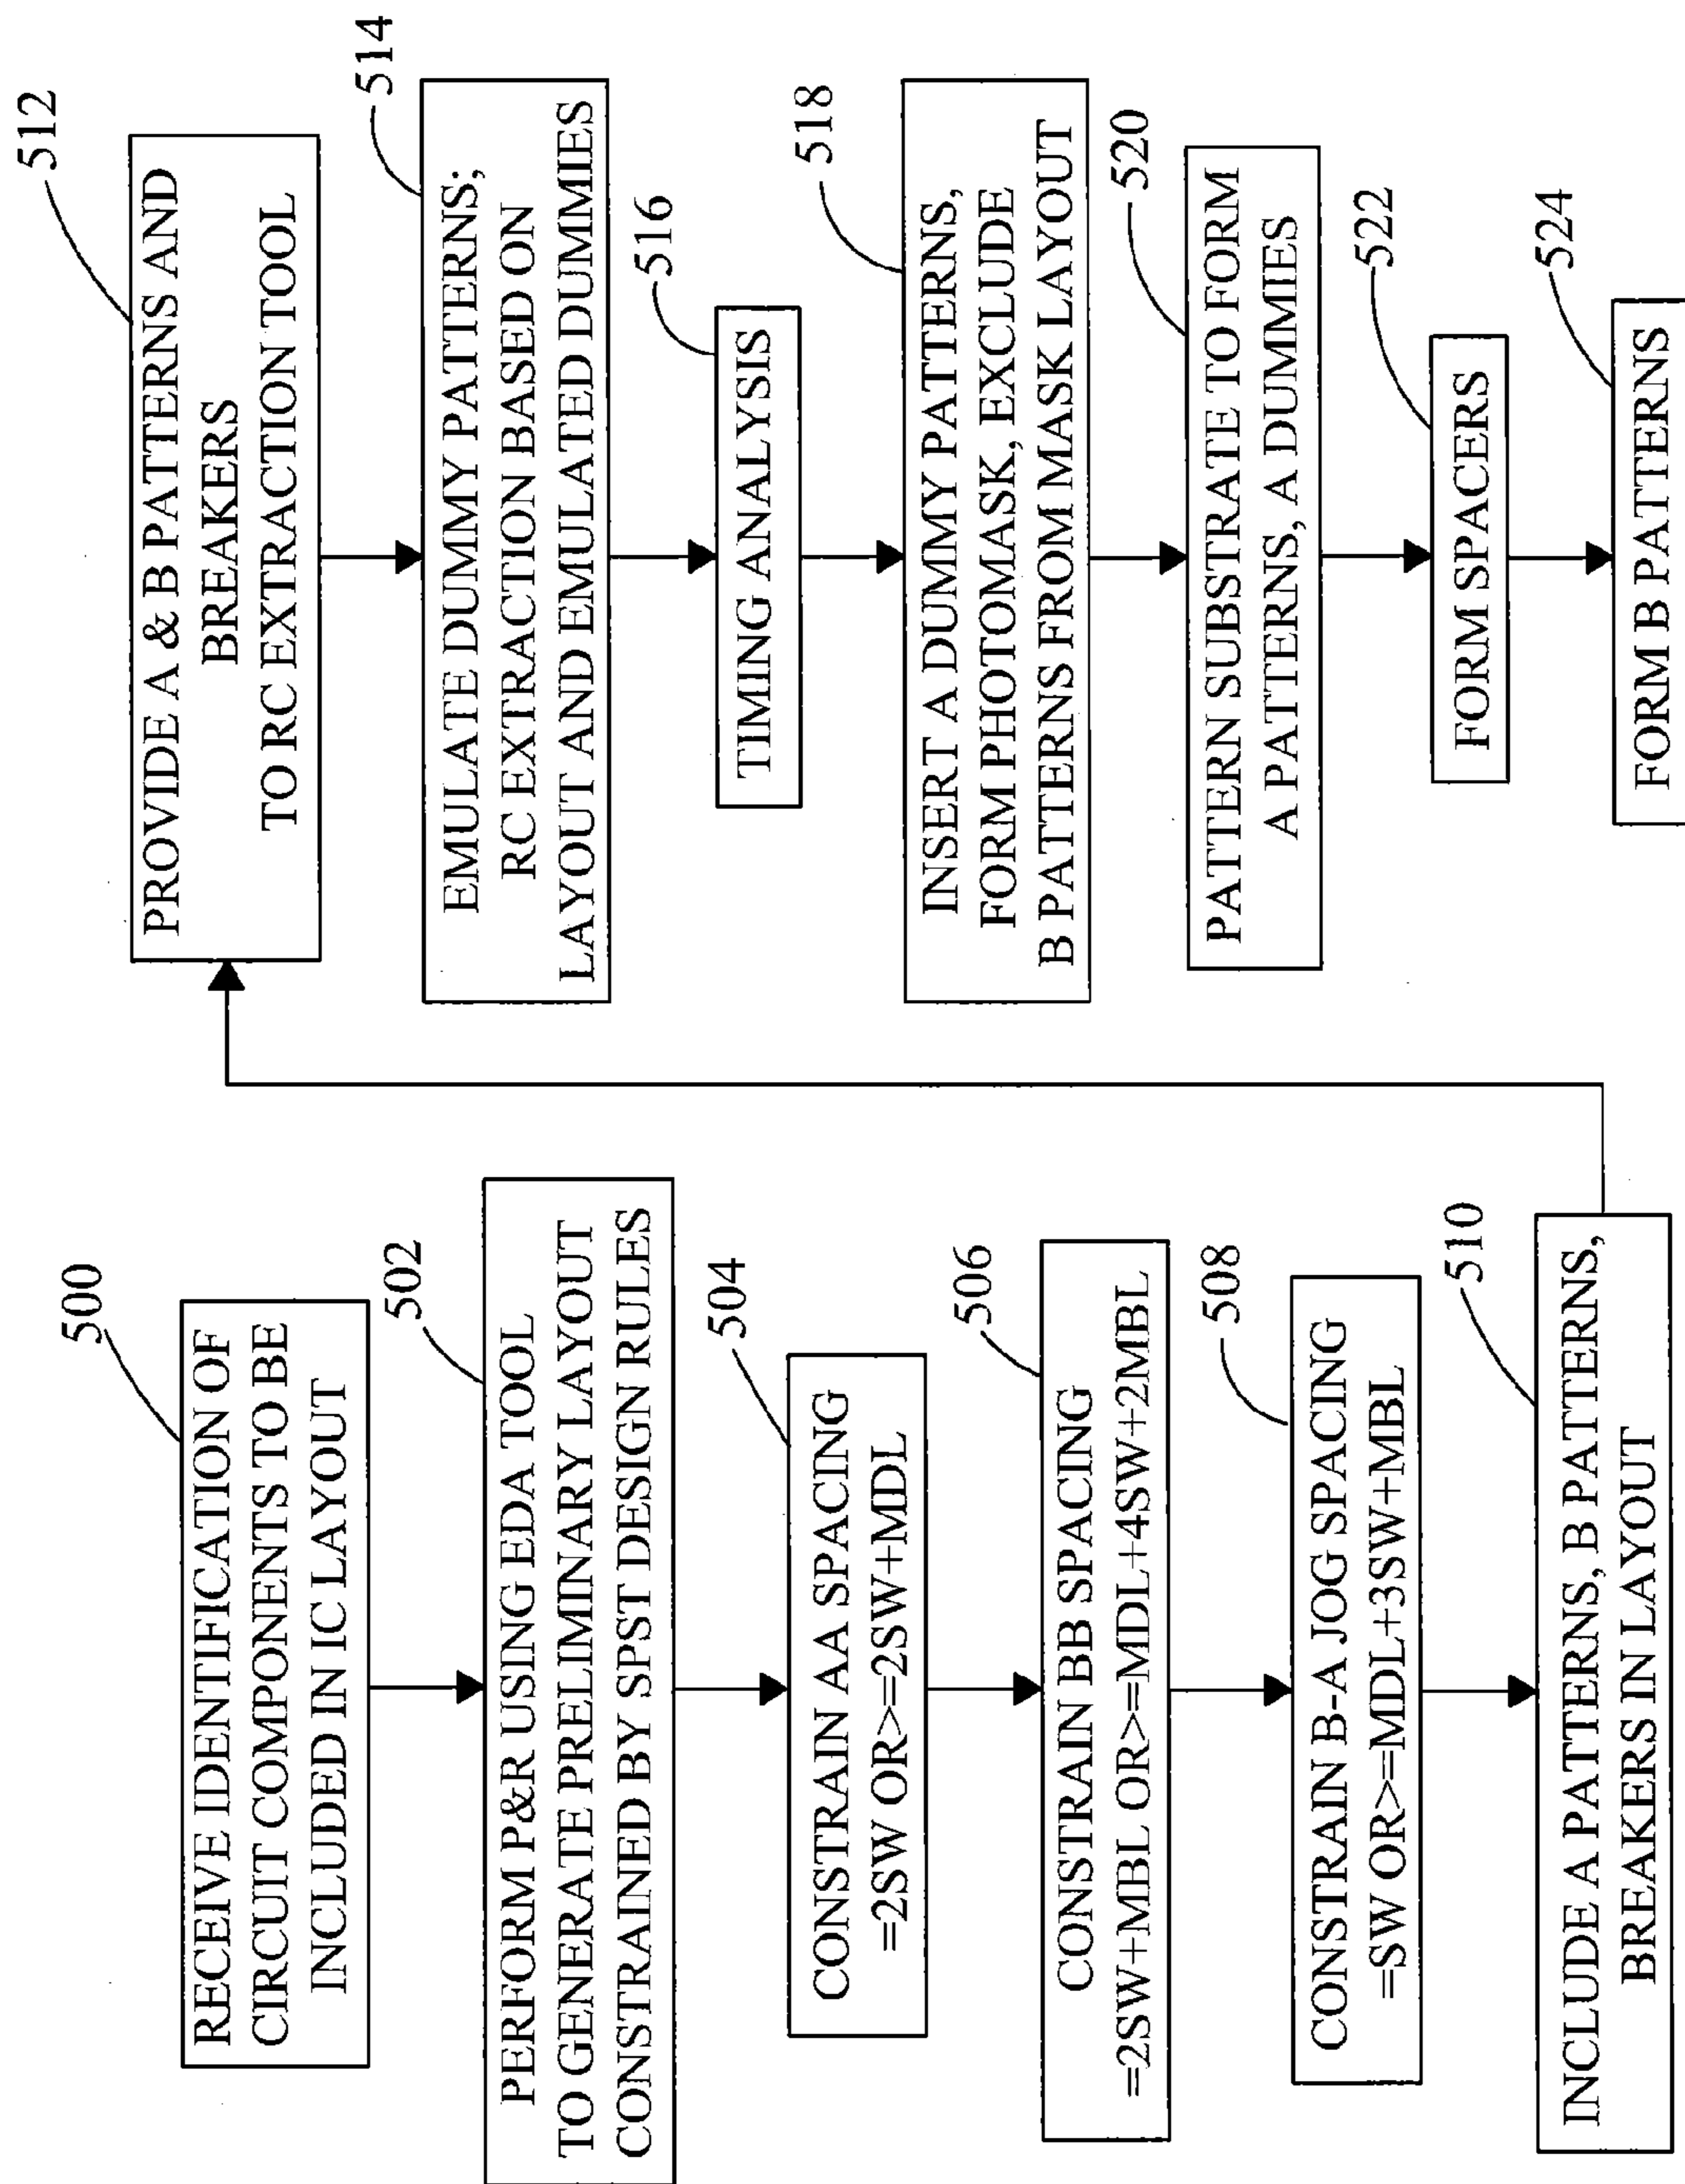 500
RECEIVE IDENTIFICATION OF
CIRCUIT COMPONENTS TO BE
INCLUDED IN IC LAYOUT
502
PERFORM P&R USING EDA TOOL
TO GENERATE PRELIMINARY LAYOUT
CONSTRAINED BY SPST DESIGN RULES
504
CONSTRAIN AA SPACING
=2SW OR>=2SW+MDL
506
CONSTRAIN BB SPACING
=2SW+MBL OR>=MDL+4SW+2MBL
508
CONSTRAIN B-A JOG SPACING
=SW OR>=MDL+3SW+MBL
510
INCLUDE A PATTERNS, B PATTERNS,
BREAKERS IN LAYOUT
512
PROVIDE A & B PATTERNS AND
BREAKERS
TO RC EXTRACTION TOOL
514
EMULATE DUMMY PATTERNS;
RC EXTRACTION BASED ON
LAYOUT AND EMULATED DUMMIES
516
TIMING ANALYSIS
518
INSERT A DUMMY PATTERNS,
FORM PHOTOMASK, EXCLUDE
B PATTERNS FROM MASK LAYOUT
520
PATTERN SUBSTRATE TO FORM
A PATTERNS, A DUMMIES
522
FORM SPACERS
524
FORM B PATTERNS